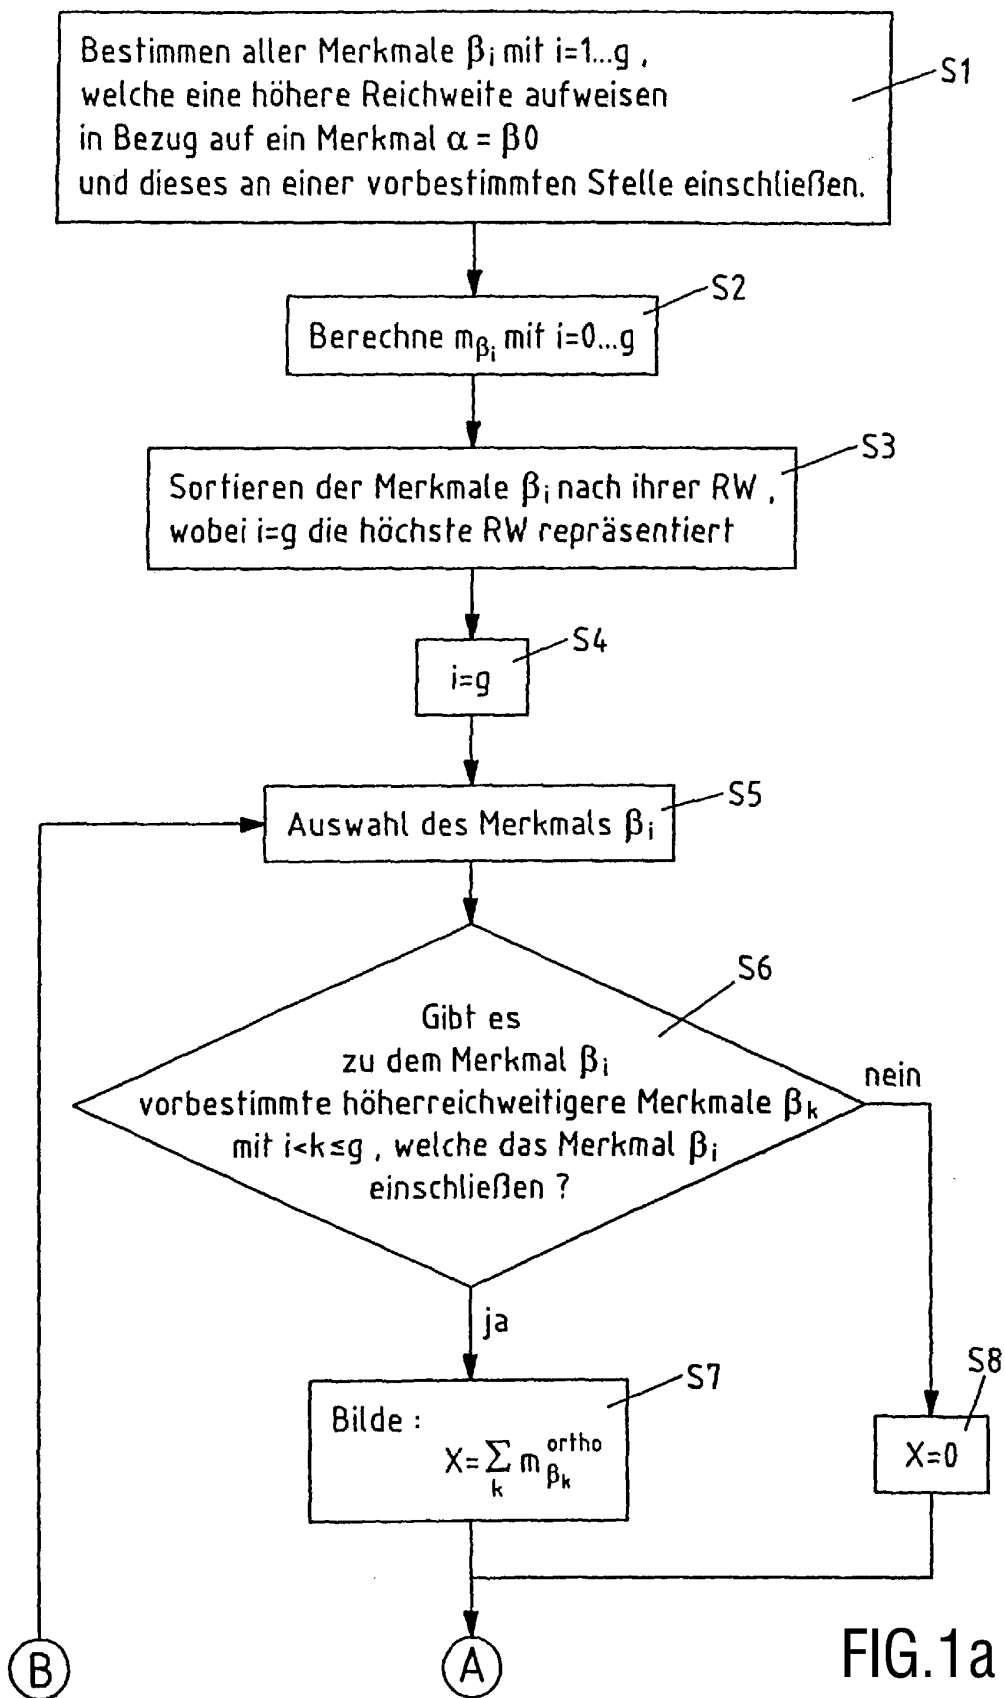 Bestimmen aller Merkmale βi mit i=1...g ,
welche eine höhere Reichweite aufweisen
in Bezug auf ein Merkmal α = β0
und dieses an einer vorbestimmten Stelle einschließen.
S1
S2
Berechne mβi mit i=0...g
S3
Sortieren der Merkmale βi nach ihrer RW ,
wobei i=g die höchste RW repräsentiert
S4
i=g
S5
Auswahl des Merkmals βi
S6
Gibt es
zu dem Merkmal βi
vorbestimmte höherreichweitigere Merkmale βk
mit i<k≤g , welche das Merkmal βi
einschließen ?
nein
ja
S7
Bilde :
X=∑k mβk^ortho
S8
X=0
B
A
FIG.1a